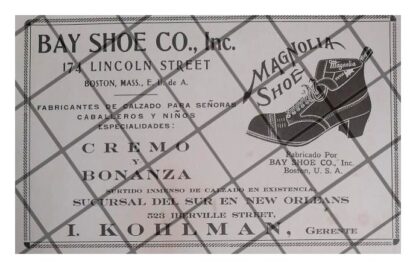 BAY SHOE CO., Inc.
174 LINCOLN STREET
BOSTON, MASS., E. U. de A.
FABRICANTES DE CALZADO PARA SEÑORAS
CABALLEROS Y NIÑOS
ESPECIALIDADES:
CREMO
Y
BONANZA
SURTIDO INMENSO DE CALZADO EN EXISTENCIA.
SUCURSAL DEL SUR EN NEW ORLEANS
523 IBERVILLE STREET,
I. KOHLMAN, GERENTE
MAGNOLIA
SHOE
Magnolia
Fabricado Por
BAY SHOE CO., Inc.
Boston, U. S. A.